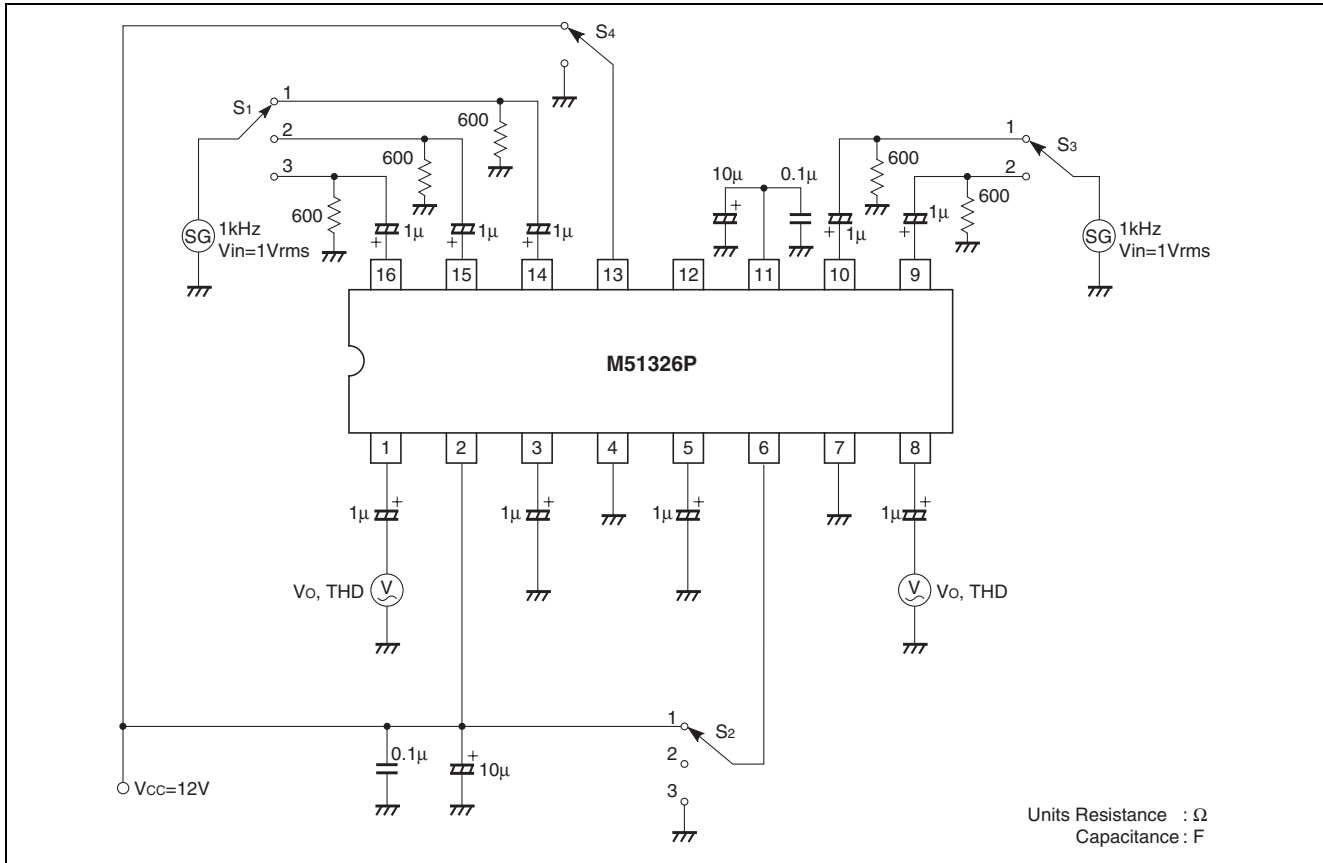 S4
S1
1
2
3
600
600
600
SG
1kHz
Vin=1Vrms
+
1μ
1μ
1μ
10μ
+
0.1μ
600
600
+
1μ
1μ
+
1
2
S3
SG
1kHz
Vin=1Vrms
16
15
14
13
12
11
10
9
M51326P
1
2
3
4
5
6
7
8
1μ
+
1μ
+
1μ
+
1μ
+
V
VO, THD
V
VO, THD
0.1μ
+
10μ
1
2
3
S2
VCC=12V
Units Resistance : Ω
Capacitance : F